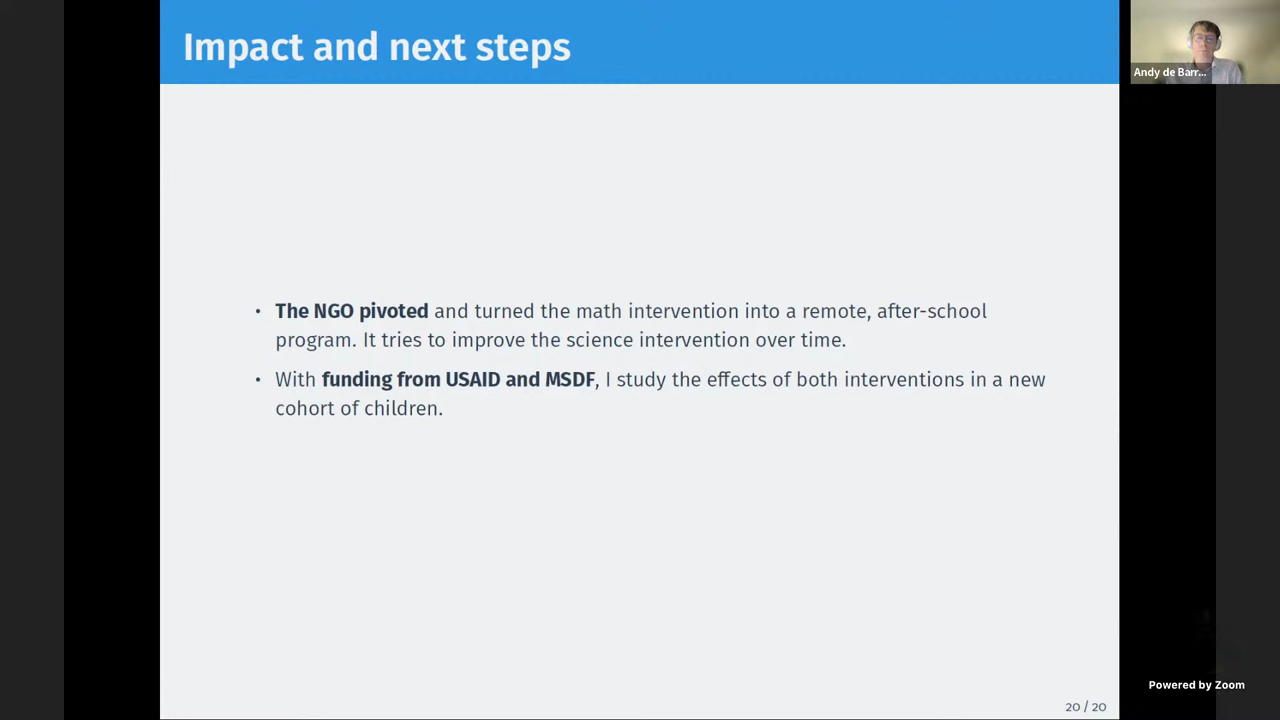 Impact and next steps
Andy de Barr...
• The NGO pivoted and turned the math intervention into a remote, after-school
program. It tries to improve the science intervention over time.
• With funding from USAID and MSDF, I study the effects of both interventions in a new
cohort of children.
Powered by Zoom
20 / 20